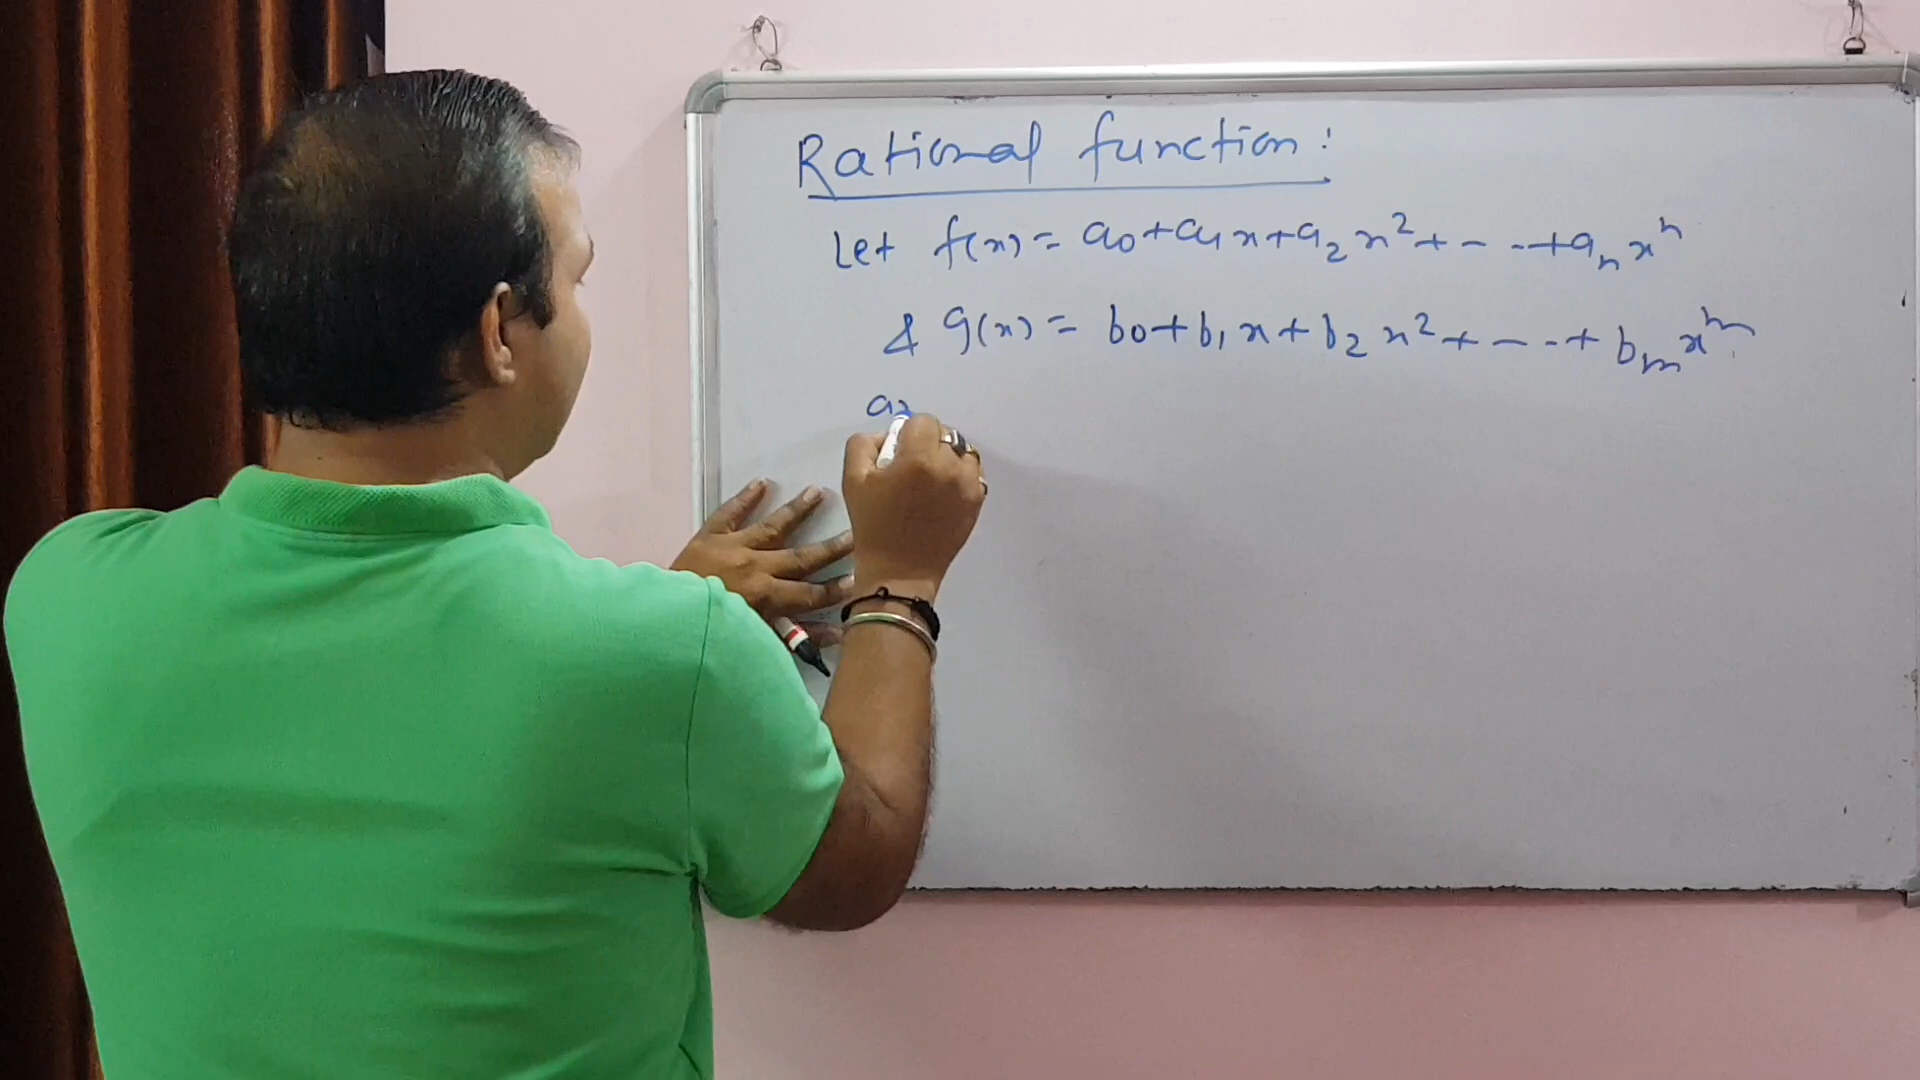 Rational function:
Let f(x) = a₀+a₁x+a₂x²+--+aₙxⁿ
& g(x) = b₀+b₁x+b₂x²+---+bₘxᵐ